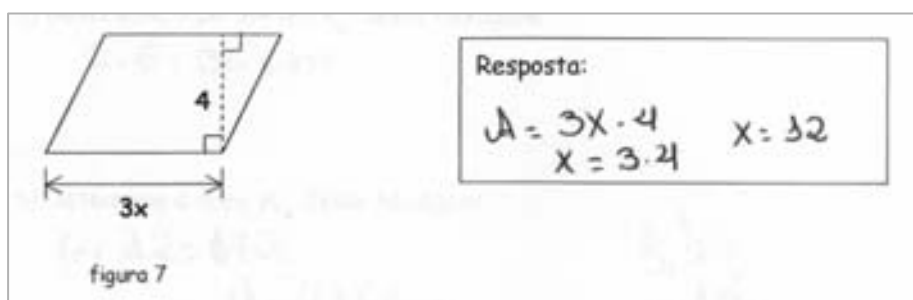 4
3x
figura 7
Resposta:
A = 3x · 4
x = 3 · 4 x = 12